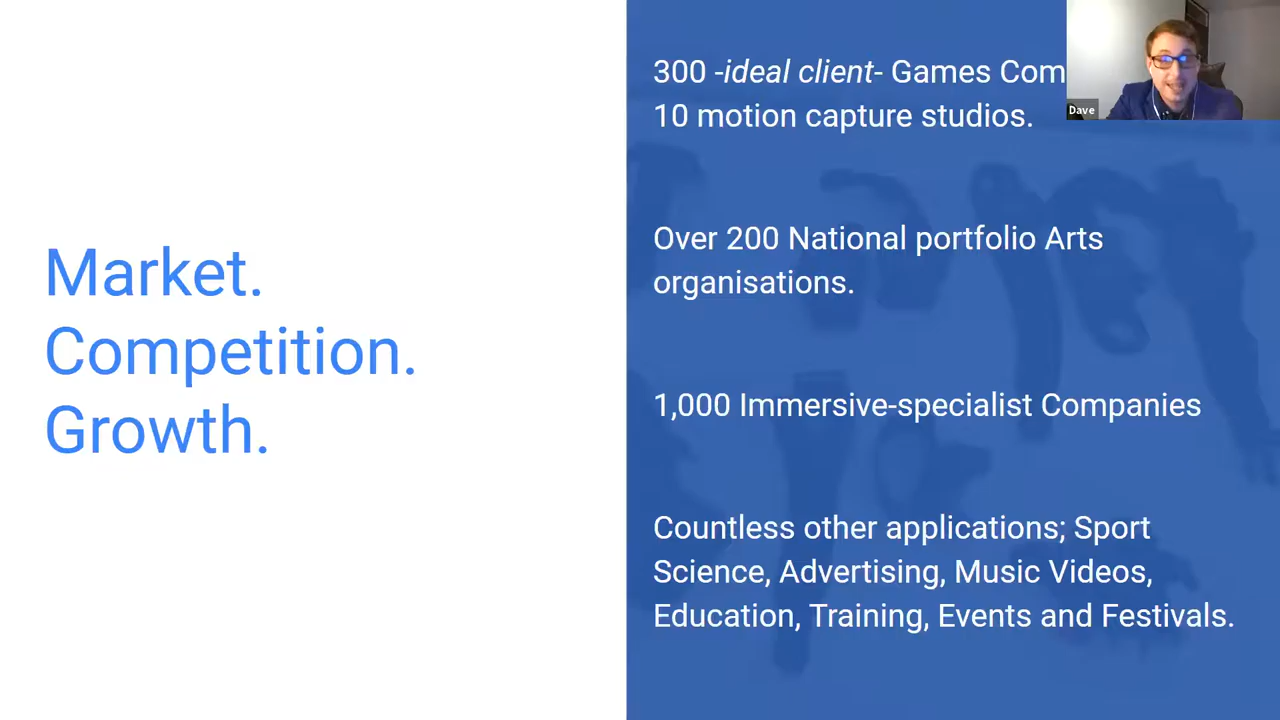 Market.
Competition.
Growth.
300 -ideal client- Games Com
10 motion capture studios.
Over 200 National portfolio Arts
organisations.
1,000 Immersive-specialist Companies
Countless other applications; Sport
Science, Advertising, Music Videos,
Education, Training, Events and Festivals.
Dave